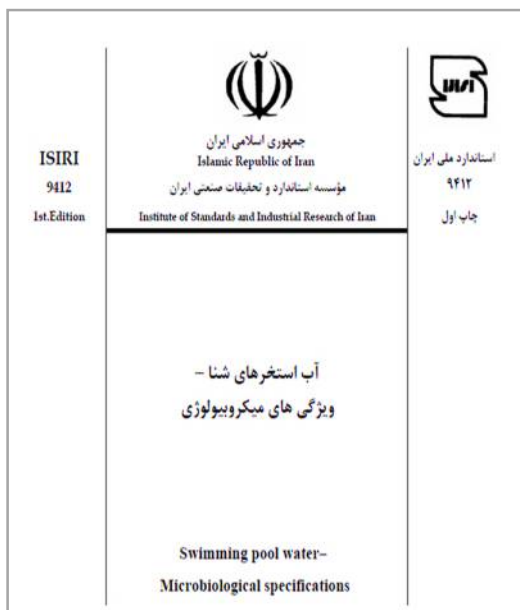 جمهوری اسلامی ایران
Islamic Republic of Iran
مؤسسه استاندارد و تحقیقات صنعتی ایران
Institute of Standards and Industrial Research of Iran
ISIRI
9412
1st.Edition
استاندارد ملی ایران
۹۴۱۲
چاپ اول
آب استخرهای شنا –
ویژگی های میکروبیولوژی
Swimming pool water–
Microbiological specifications